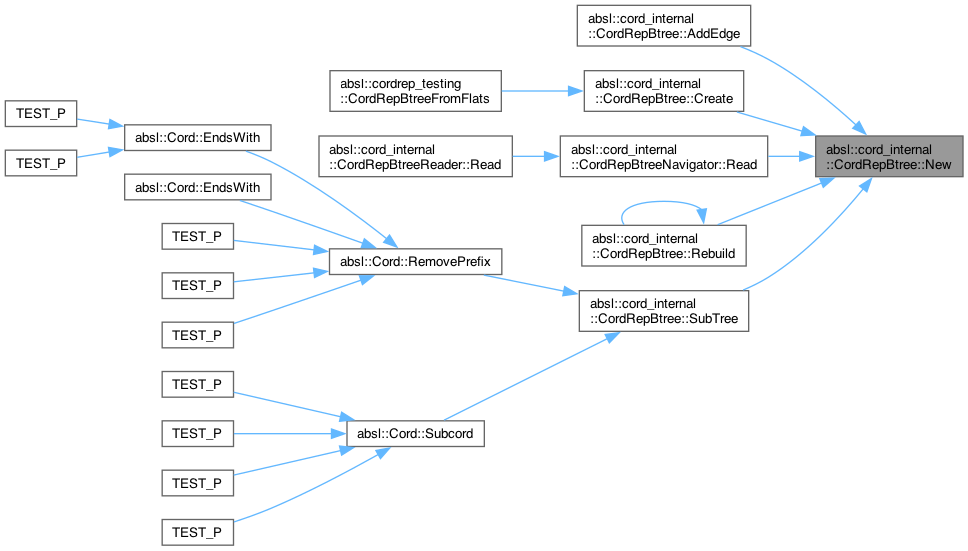 absl::cord_internal
::CordRepBtree::AddEdge
absl::cordrep_testing
::CordRepBtreeFromFlats
absl::cord_internal
::CordRepBtree::Create
TEST_P
absl::Cord::EndsWith
TEST_P
absl::cord_internal
::CordRepBtreeReader::Read
absl::cord_internal
::CordRepBtreeNavigator::Read
absl::cord_internal
::CordRepBtree::New
absl::Cord::EndsWith
TEST_P
absl::cord_internal
::CordRepBtree::Rebuild
absl::Cord::RemovePrefix
TEST_P
absl::cord_internal
::CordRepBtree::SubTree
TEST_P
TEST_P
TEST_P
absl::Cord::Subcord
TEST_P
TEST_P